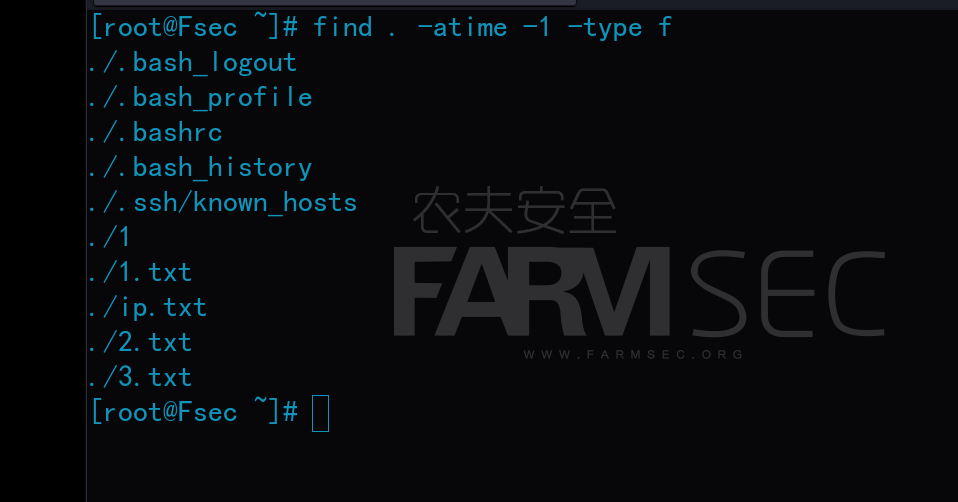 [root@Fsec ~]# find . -atime -1 -type f
./.bash_logout
./.bash_profile
./.bashrc
./.bash_history
./.ssh/known_hosts
./1
./1.txt
./ip.txt
./2.txt
./3.txt
[root@Fsec ~]#
农夫安全
FARMSEC
WWW.FARMSEC.ORG